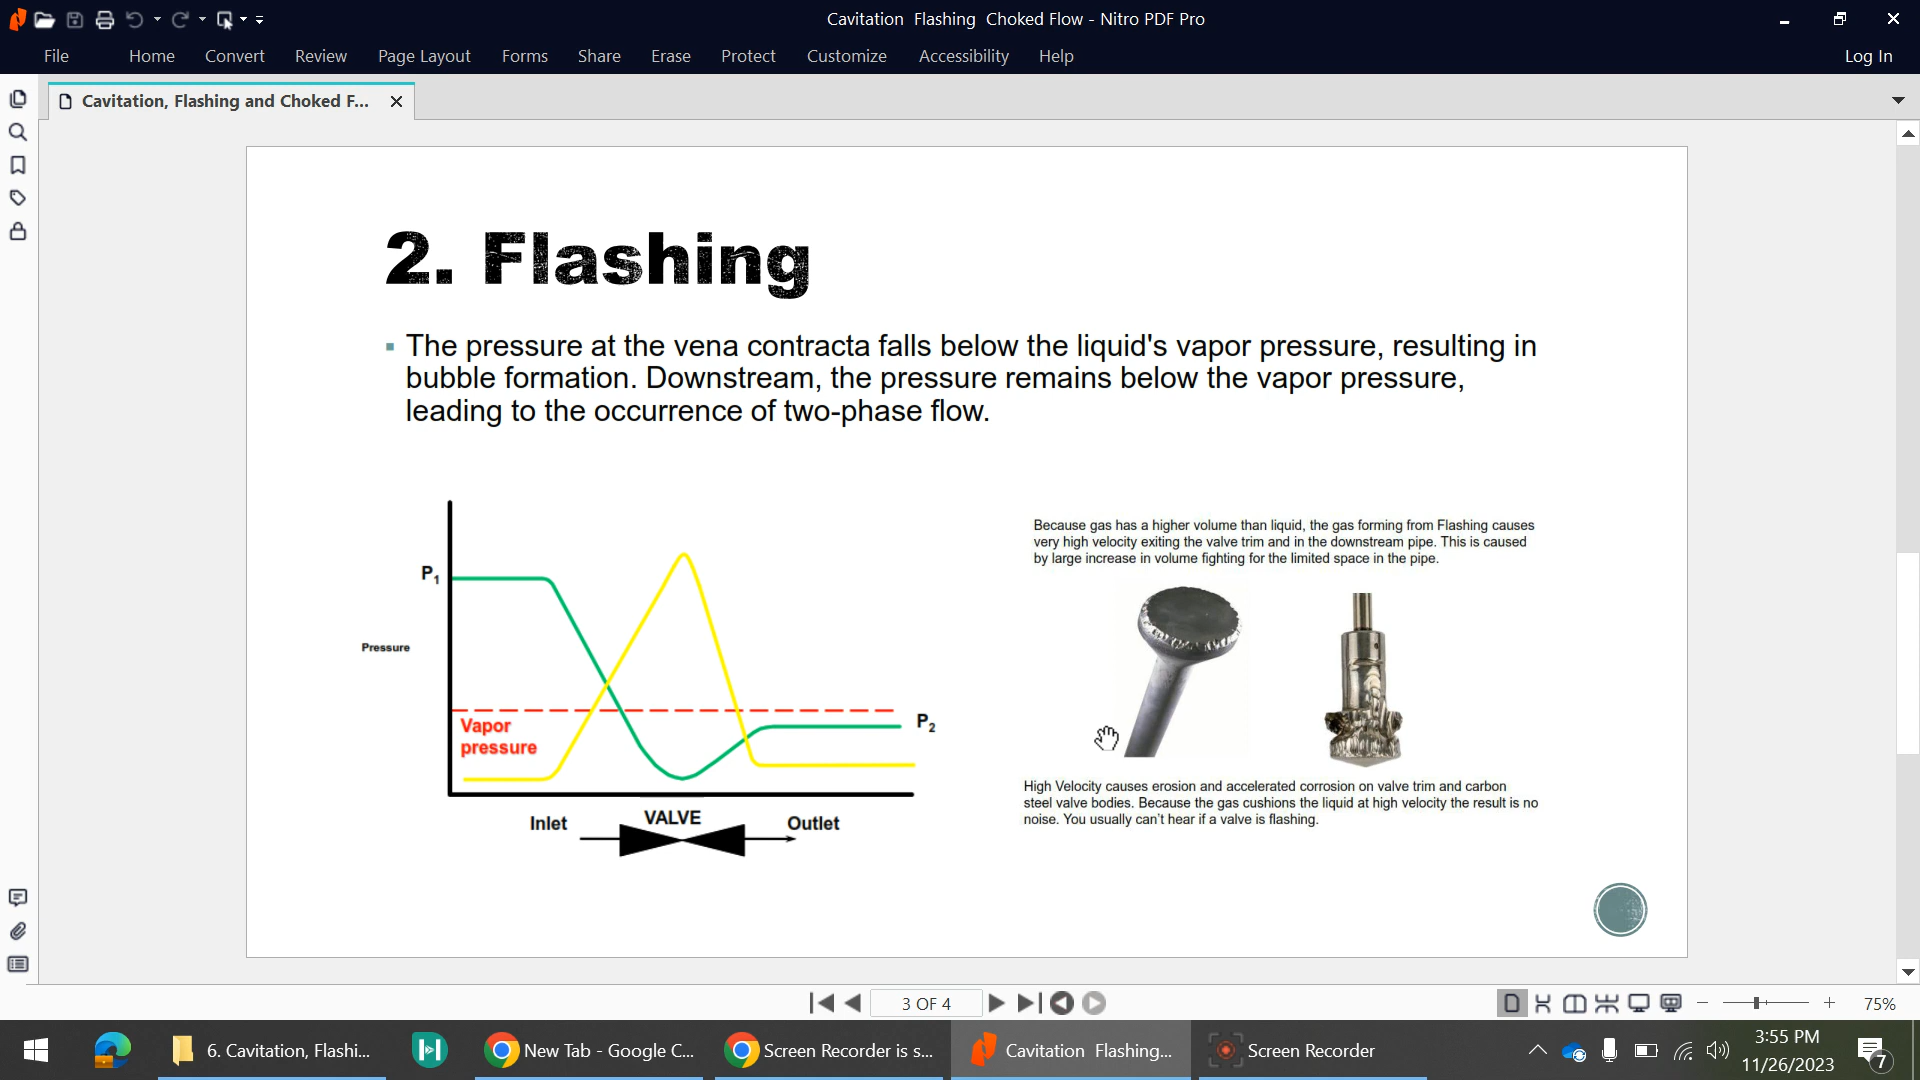 Cavitation  Flashing  Choked Flow - Nitro PDF Pro
File Home Convert Review Page Layout Forms Share Erase Protect Customize Accessibility Help Log In
Cavitation, Flashing and Choked F...
2. Flashing
The pressure at the vena contracta falls below the liquid's vapor pressure, resulting in
bubble formation. Downstream, the pressure remains below the vapor pressure,
leading to the occurrence of two-phase flow.
P1
Pressure
Vapor
pressure
P2
Inlet VALVE Outlet
Because gas has a higher volume than liquid, the gas forming from Flashing causes
very high velocity exiting the valve trim and in the downstream pipe. This is caused
by large increase in volume fighting for the limited space in the pipe.
High Velocity causes erosion and accelerated corrosion on valve trim and carbon
steel valve bodies. Because the gas cushions the liquid at high velocity the result is no
noise. You usually can't hear if a valve is flashing.
3 OF 4
75%
6. Cavitation, Flashi...
New Tab - Google C...
Screen Recorder is s...
Cavitation  Flashing...
Screen Recorder
3:55 PM
11/26/2023
7